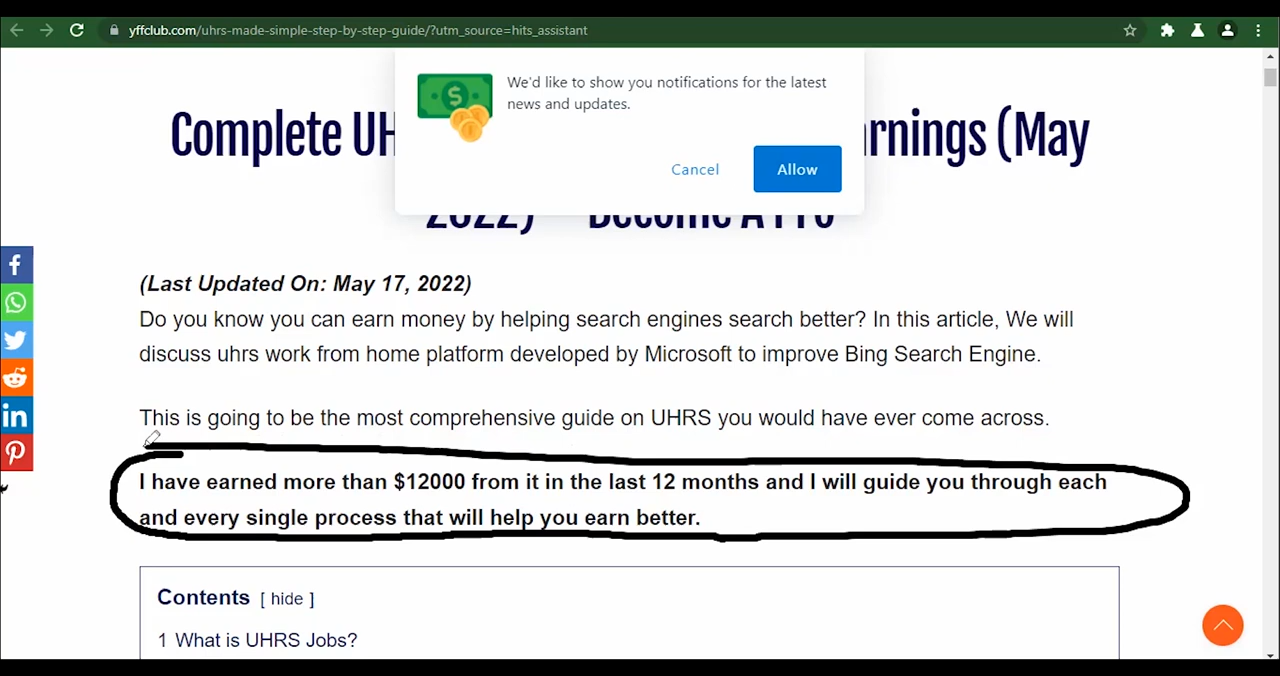 yffclub.com/uhrs-made-simple-step-by-step-guide/?utm_source=hits_assistant
We'd like to show you notifications for the latest
news and updates.
Cancel
Allow
Complete UH
rnings (May
2022)
Become A Pro
(Last Updated On: May 17, 2022)
Do you know you can earn money by helping search engines search better? In this article, We will
discuss uhrs work from home platform developed by Microsoft to improve Bing Search Engine.
This is going to be the most comprehensive guide on UHRS you would have ever come across.
I have earned more than $12000 from it in the last 12 months and I will guide you through each
and every single process that will help you earn better.
Contents [ hide ]
1 What is UHRS Jobs?